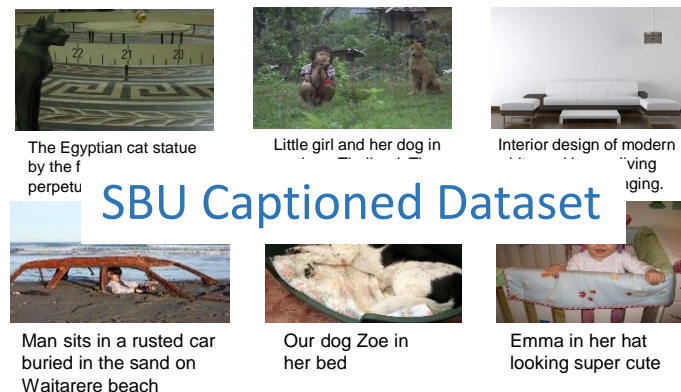 22 21 20
The Egyptian cat statue
by the f
perpetu
Little girl and her dog in
Interior design of modern
living
nging.
SBU Captioned Dataset
Man sits in a rusted car
buried in the sand on
Waitarere beach
Our dog Zoe in
her bed
Emma in her hat
looking super cute